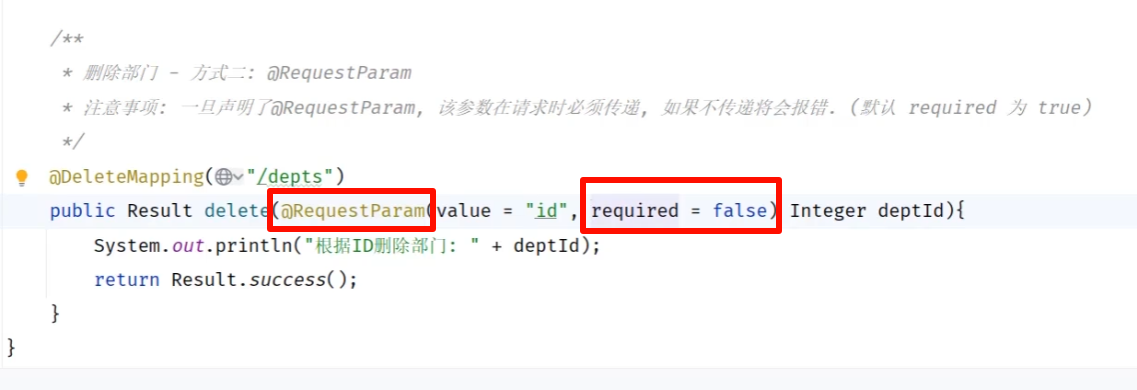 /**
* 删除部门 - 方式二: @RequestParam
* 注意事项: 一旦声明了@RequestParam, 该参数在请求时必须传递, 如果不传递将会报错. (默认 required 为 true)
*/
@DeleteMapping("/depts")
public Result delete(@RequestParam(value = "id", required = false) Integer deptId){
System.out.println("根据ID删除部门: " + deptId);
return Result.success();
}
}